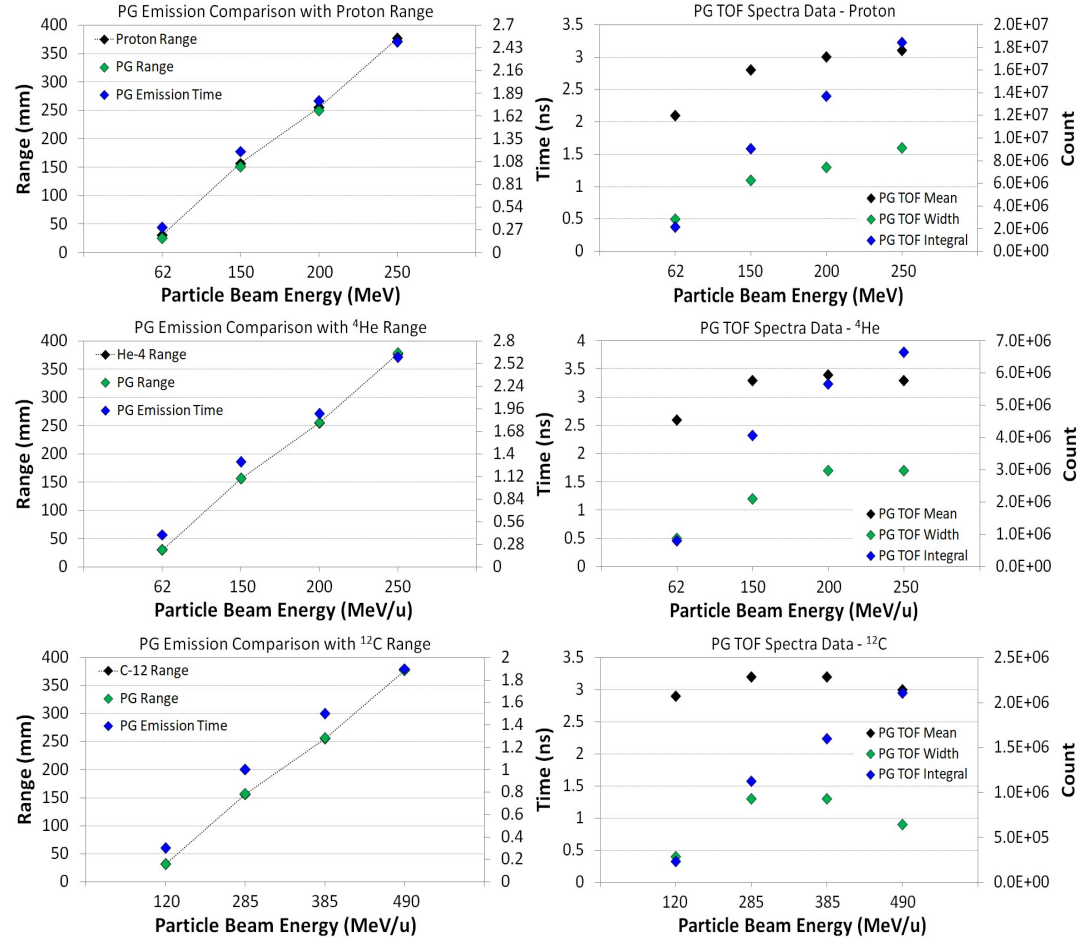 PG Emission Comparison with Proton Range
400
350
300
250
200
150
100
50
0
Range (mm)
Proton Range
PG Range
PG Emission Time
2.7
2.43
2.16
1.89
1.62
1.35
1.08
0.81
0.54
0.27
0
Time (ns)
62 150 200 250
Particle Beam Energy (MeV)
PG TOF Spectra Data - Proton
3.5
3
2.5
2
1.5
1
0.5
0
PG TOF Mean
PG TOF Width
PG TOF Integral
2.0E+07
1.8E+07
1.6E+07
1.4E+07
1.2E+07
1.0E+07
8.0E+06
6.0E+06
4.0E+06
2.0E+06
0.0E+00
Count
62 150 200 250
Particle Beam Energy (MeV)
PG Emission Comparison with ⁴He Range
400
350
300
250
200
150
100
50
0
Range (mm)
He-4 Range
PG Range
PG Emission Time
2.8
2.52
2.24
1.96
1.68
1.4
1.12
0.84
0.56
0.28
0
Time (ns)
62 150 200 250
Particle Beam Energy (MeV/u)
PG TOF Spectra Data - ⁴He
4
3.5
3
2.5
2
1.5
1
0.5
0
PG TOF Mean
PG TOF Width
PG TOF Integral
7.0E+06
6.0E+06
5.0E+06
4.0E+06
3.0E+06
2.0E+06
1.0E+06
0.0E+00
Count
62 150 200 250
Particle Beam Energy (MeV/u)
PG Emission Comparison with ¹²C Range
400
350
300
250
200
150
100
50
0
Range (mm)
C-12 Range
PG Range
PG Emission Time
2
1.8
1.6
1.4
1.2
1
0.8
0.6
0.4
0.2
0
Time (ns)
120 285 385 490
Particle Beam Energy (MeV/u)
PG TOF Spectra Data - ¹²C
3.5
3
2.5
2
1.5
1
0.5
0
PG TOF Mean
PG TOF Width
PG TOF Integral
2.5E+06
2.0E+06
1.5E+06
1.0E+06
5.0E+05
0.0E+00
Count
120 285 385 490
Particle Beam Energy (MeV/u)